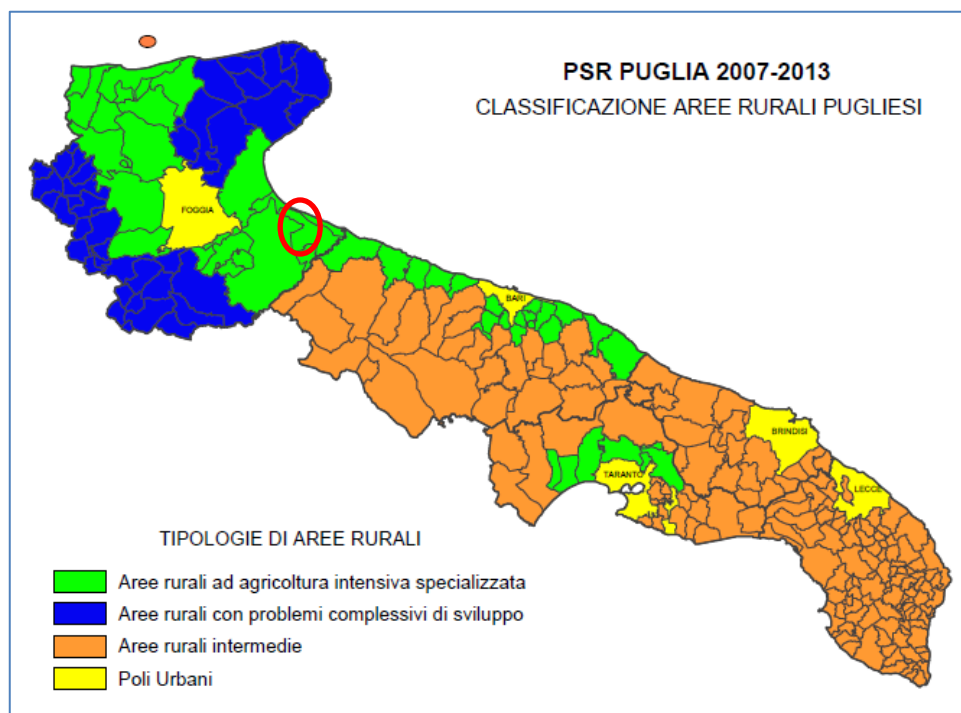 PSR PUGLIA 2007-2013
CLASSIFICAZIONE AREE RURALI PUGLIESI
FOGGIA
BARI
BRINDISI
TARANTO
LECCE
TIPOLOGIE DI AREE RURALI
Aree rurali ad agricoltura intensiva specializzata
Aree rurali con problemi complessivi di sviluppo
Aree rurali intermedie
Poli Urbani